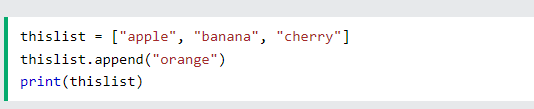 thislist = ["apple", "banana", "cherry"]
thislist.append("orange")
print(thislist)